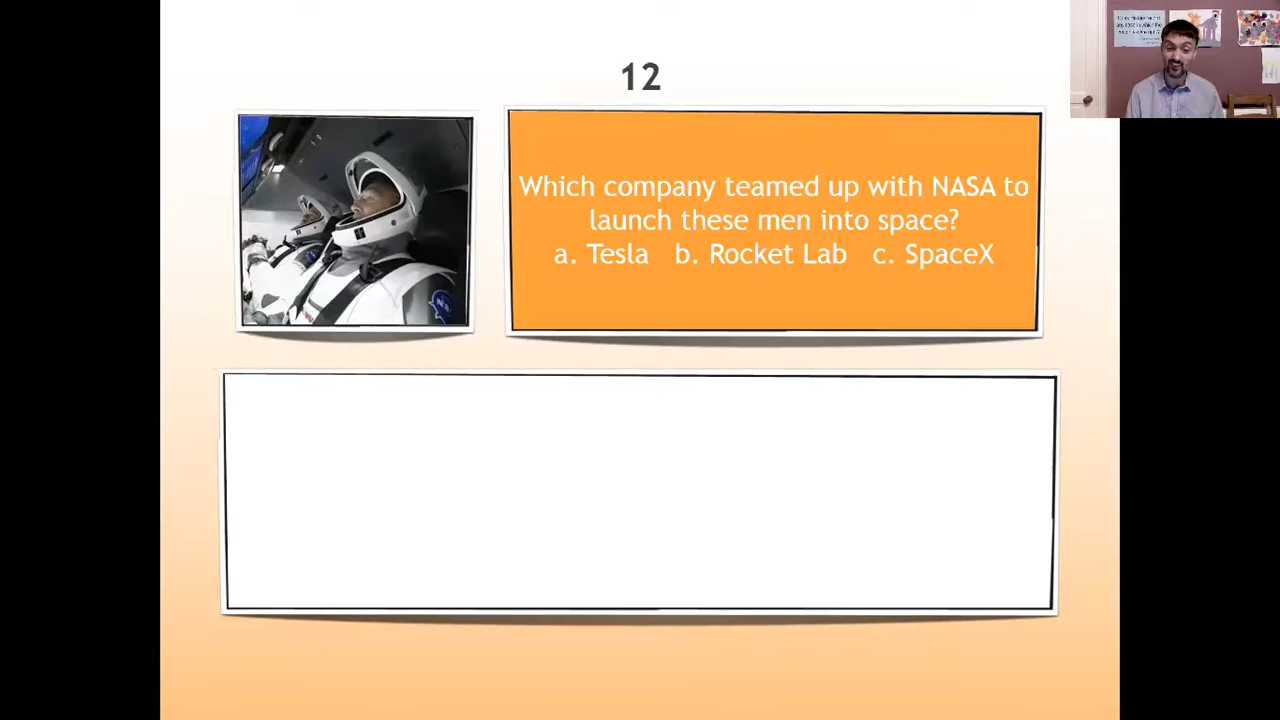 12
Which company teamed up with NASA to
launch these men into space?
a. Tesla b. Rocket Lab c. SpaceX